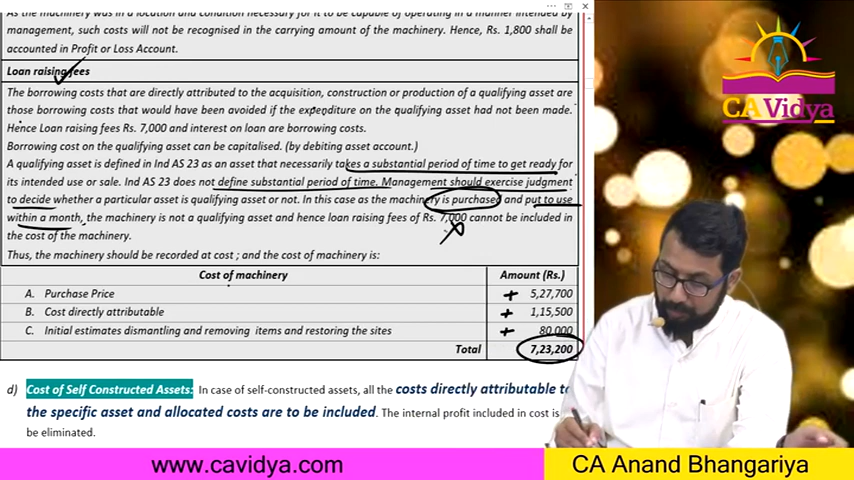 As the machinery was in a location and condition necessary for it to be capable of operating in a manner intended by
management, such costs will not be recognised in the carrying amount of the machinery. Hence, Rs. 1,800 shall be
accounted in Profit or Loss Account.
Loan raising fees
The borrowing costs that are directly attributed to the acquisition, construction or production of a qualifying asset are
those borrowing costs that would have been avoided if the expenditure on the qualifying asset had not been made.
Hence Loan raising fees Rs. 7,000 and interest on loan are borrowing costs.
Borrowing cost on the qualifying asset can be capitalised. (by debiting asset account.)
A qualifying asset is defined in Ind AS 23 as an asset that necessarily takes a substantial period of time to get ready for
its intended use or sale. Ind AS 23 does not define substantial period of time. Management should exercise judgment
to decide whether a particular asset is qualifying asset or not. In this case as the machinery is purchased and put to use
within a month, the machinery is not a qualifying asset and hence loan raising fees of Rs. 7,000 cannot be included in
the cost of the machinery.
Thus, the machinery should be recorded at cost ; and the cost of machinery is:
Cost of machinery Amount (Rs.)
A. Purchase Price + 5,27,700
B. Cost directly attributable + 1,15,500
C. Initial estimates dismantling and removing items and restoring the sites + 80,000
Total 7,23,200
d) Cost of Self Constructed Assets: In case of self-constructed assets, all the costs directly attributable to
the specific asset and allocated costs are to be included. The internal profit included in cost is
be eliminated.
CAVidya
www.cavidya.com
CA Anand Bhangariya